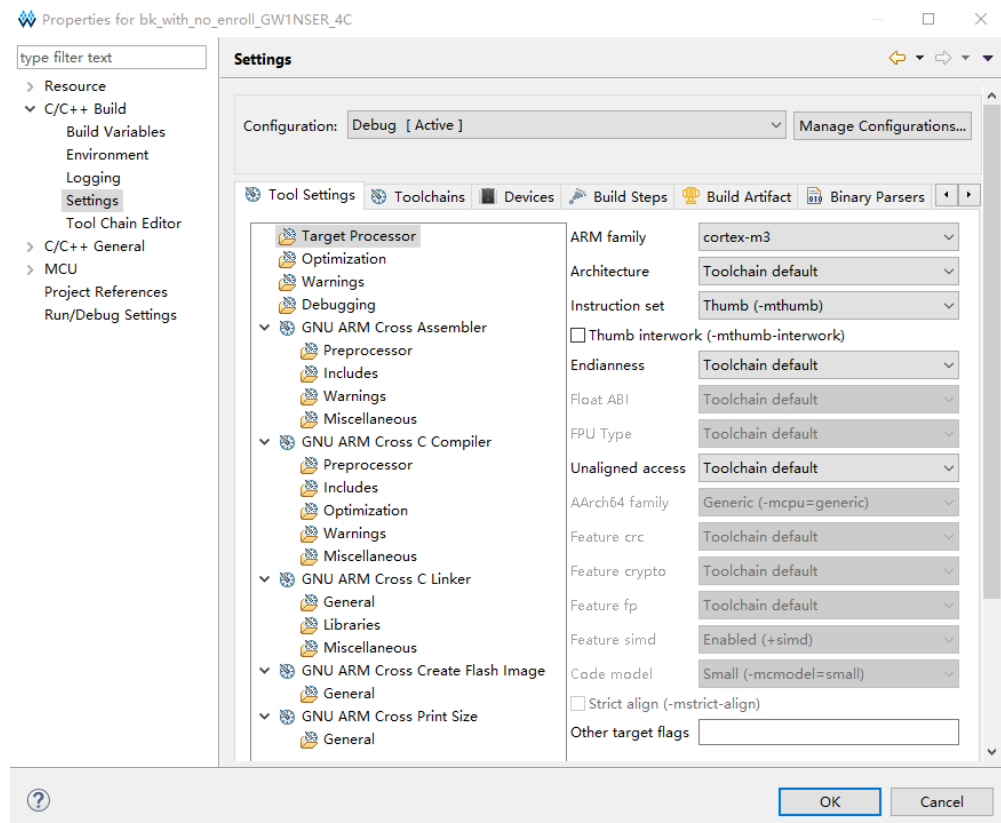 Properties for bk_with_no_enroll_GW1NSER_4C
type filter text
Resource
C/C++ Build
Build Variables
Environment
Logging
Settings
Tool Chain Editor
C/C++ General
MCU
Project References
Run/Debug Settings
Settings
Configuration: Debug [ Active ] Manage Configurations...
Tool Settings Toolchains Devices Build Steps Build Artifact Binary Parsers
Target Processor
Optimization
Warnings
Debugging
GNU ARM Cross Assembler
Preprocessor
Includes
Warnings
Miscellaneous
GNU ARM Cross C Compiler
Preprocessor
Includes
Optimization
Warnings
Miscellaneous
GNU ARM Cross C Linker
General
Libraries
Miscellaneous
GNU ARM Cross Create Flash Image
General
GNU ARM Cross Print Size
General
ARM family cortex-m3
Architecture Toolchain default
Instruction set Thumb (-mthumb)
Thumb interwork (-mthumb-interwork)
Endianness Toolchain default
Float ABI Toolchain default
FPU Type Toolchain default
Unaligned access Toolchain default
AArch64 family Generic (-mcpu=generic)
Feature crc Toolchain default
Feature crypto Toolchain default
Feature fp Toolchain default
Feature simd Enabled (+simd)
Code model Small (-mcmodel=small)
Strict align (-mstrict-align)
Other target flags
? OK Cancel